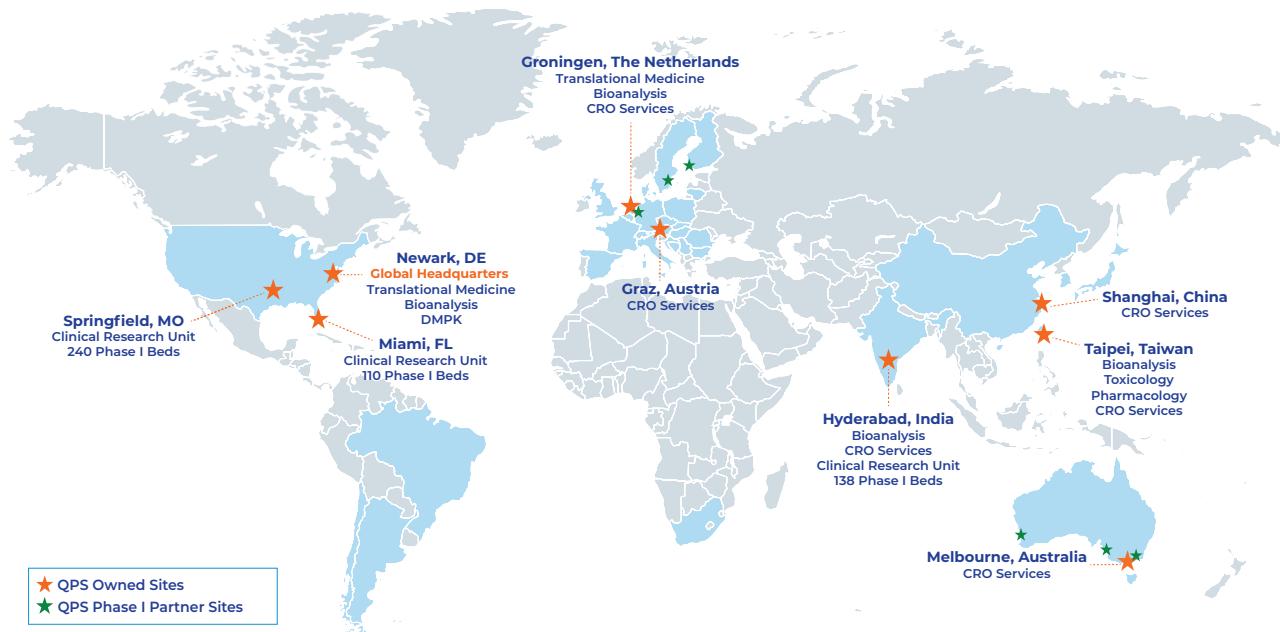 Groningen, The Netherlands
Translational Medicine
Bioanalysis
CRO Services
Newark, DE
Global Headquarters
Translational Medicine
Bioanalysis
DMPK
Springfield, MO
Clinical Research Unit
240 Phase I Beds
Miami, FL
Clinical Research Unit
110 Phase I Beds
Graz, Austria
CRO Services
Shanghai, China
CRO Services
Taipei, Taiwan
Bioanalysis
Toxicology
Pharmacology
CRO Services
Hyderabad, India
Bioanalysis
CRO Services
Clinical Research Unit
138 Phase I Beds
Melbourne, Australia
CRO Services
QPS Owned Sites
QPS Phase I Partner Sites